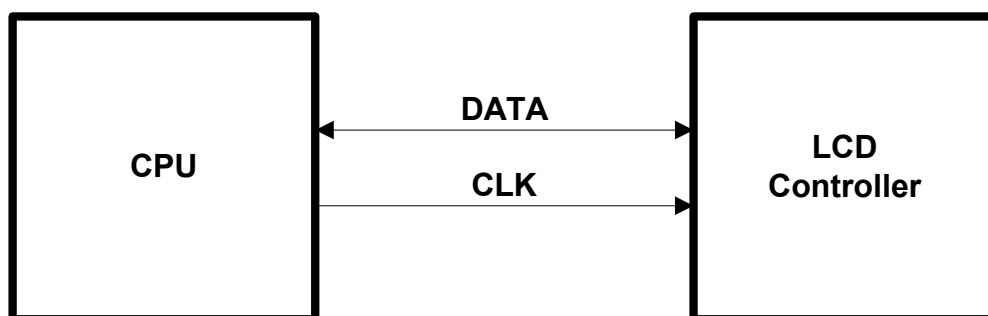 CPU
DATA
CLK
LCD
Controller